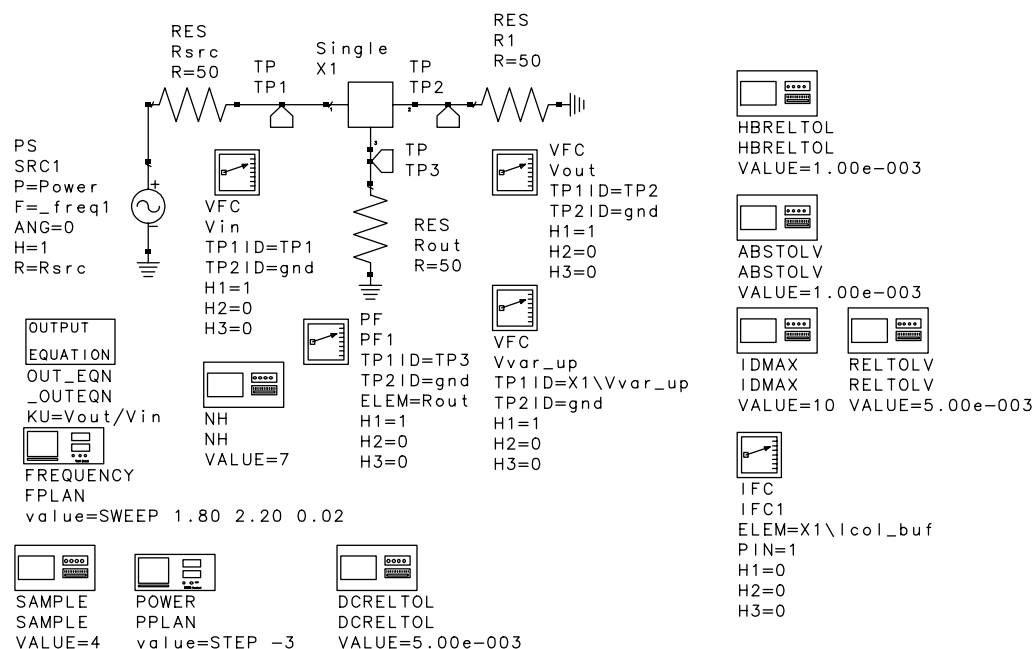 RES
Rsrc
R=50
Single
X1
TP
TP1
TP
TP2
RES
R1
R=50
1
2
3
TP
TP3
PS
SRC1
P=Power
F=_freq1
ANG=0
H=1
R=Rsrc
+
−
VFC
Vin
TP1ID=TP1
TP2ID=gnd
H1=1
H2=0
H3=0
RES
Rout
R=50
VFC
Vout
TP1ID=TP2
TP2ID=gnd
H1=1
H2=0
H3=0
HBRELTOL
HBRELTOL
VALUE=1.00e-003
ABSTOLV
ABSTOLV
VALUE=1.00e-003
OUTPUT
EQUATION
OUT_EQN
_OUTEQN
KU=Vout/Vin
NH
NH
VALUE=7
PF
PF1
TP1ID=TP3
TP2ID=gnd
ELEM=Rout
H1=1
H2=0
H3=0
VFC
Vvar_up
TP1ID=X1\Vvar_up
TP2ID=gnd
H1=1
H2=0
H3=0
IDMAX
IDMAX
VALUE=10
RELTOLV
RELTOLV
VALUE=5.00e-003
FREQUENCY
FPLAN
value=SWEEP 1.80 2.20 0.02
IFC
IFC1
ELEM=X1\Icol_buf
PIN=1
H1=0
H2=0
H3=0
SAMPLE
SAMPLE
VALUE=4
POWER
PPLAN
value=STEP -3
DCRELTOL
DCRELTOL
VALUE=5.00e-003